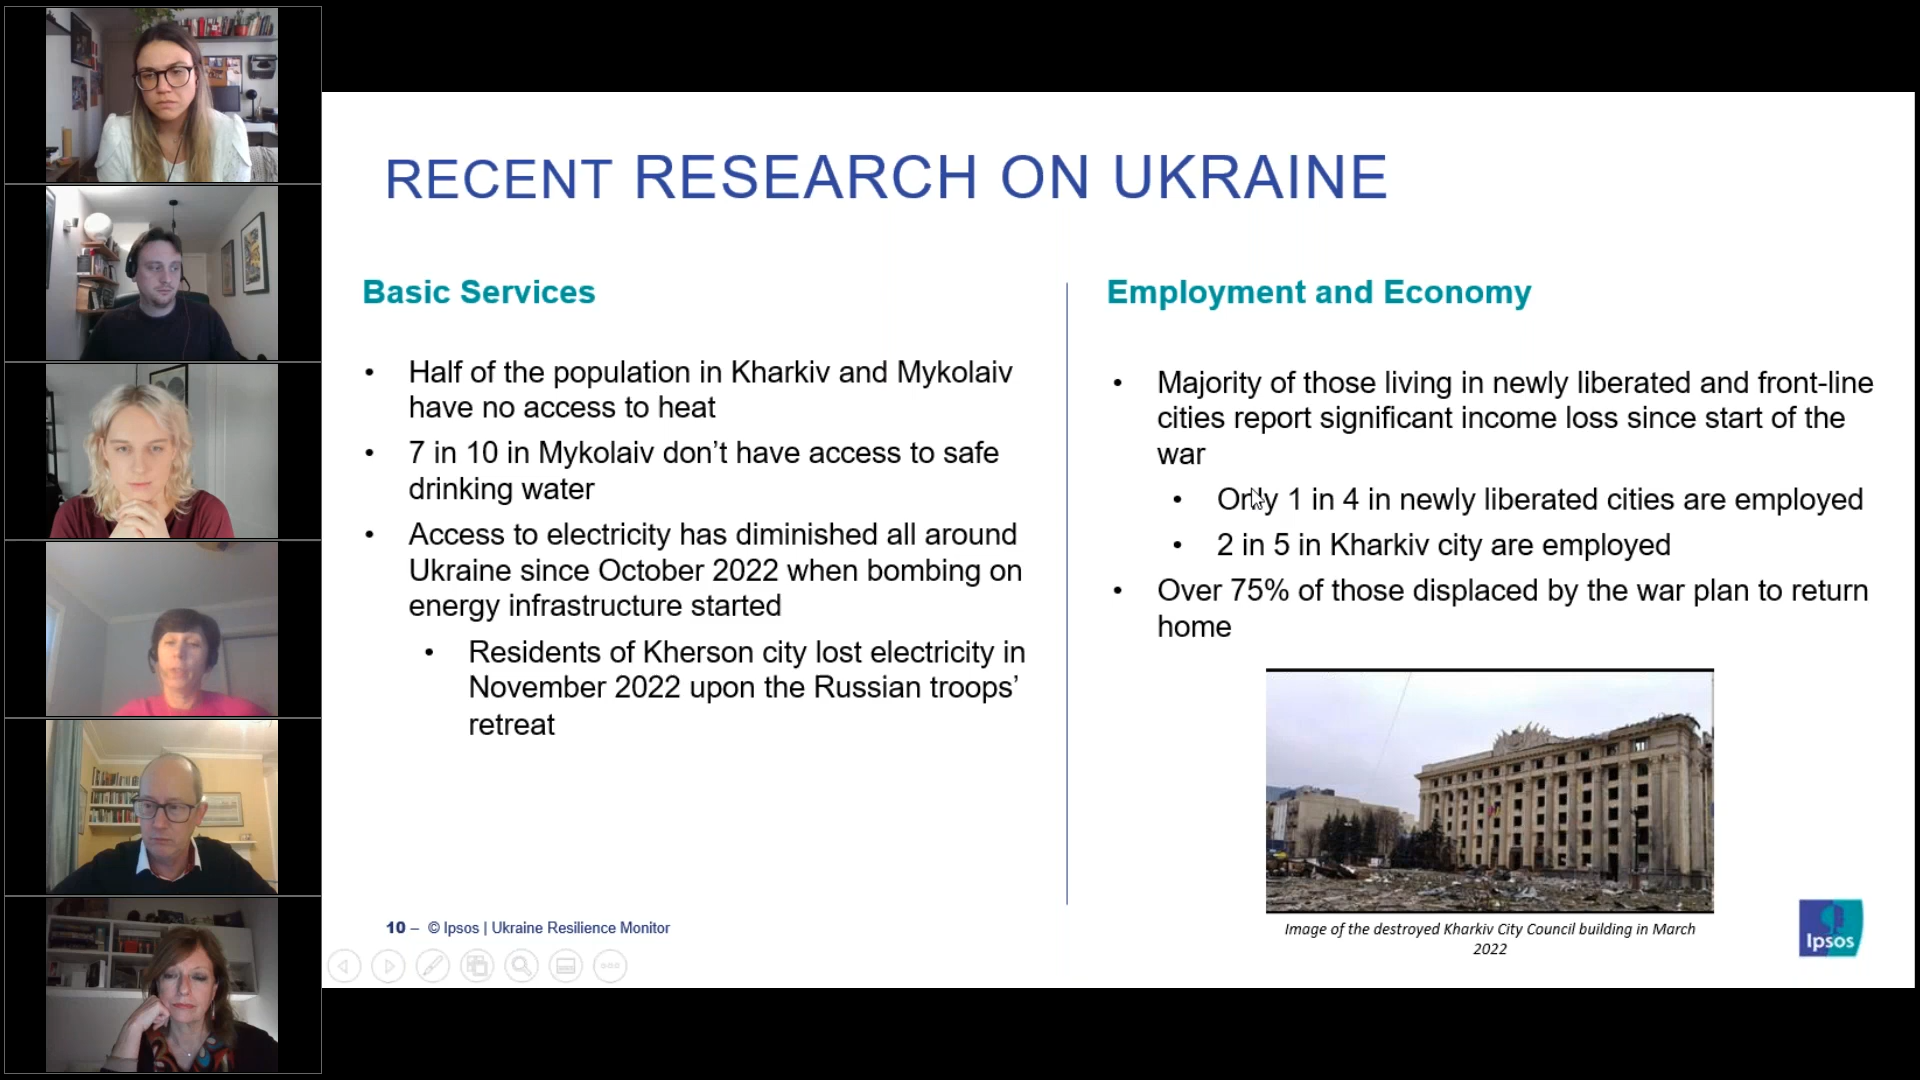 RECENT RESEARCH ON UKRAINE
Basic Services
• Half of the population in Kharkiv and Mykolaiv
have no access to heat
• 7 in 10 in Mykolaiv don’t have access to safe
drinking water
• Access to electricity has diminished all around
Ukraine since October 2022 when bombing on
energy infrastructure started
• Residents of Kherson city lost electricity in
November 2022 upon the Russian troops’
retreat
Employment and Economy
• Majority of those living in newly liberated and front-line
cities report significant income loss since start of the
war
• Only 1 in 4 in newly liberated cities are employed
• 2 in 5 in Kharkiv city are employed
• Over 75% of those displaced by the war plan to return
home
Image of the destroyed Kharkiv City Council building in March
2022
10 – © Ipsos | Ukraine Resilience Monitor
Ipsos